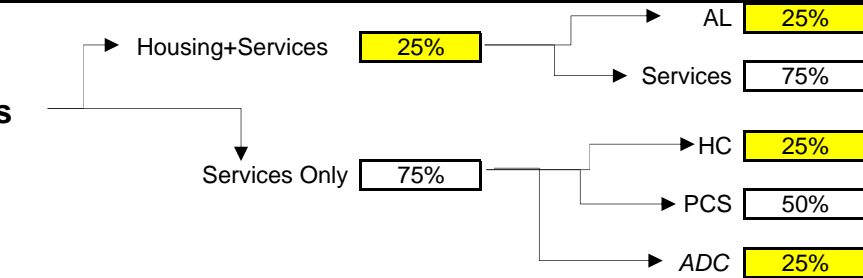 AL 25%
Housing+Services 25%
Services 75%
s
HC 25%
Services Only 75%
PCS 50%
ADC 25%